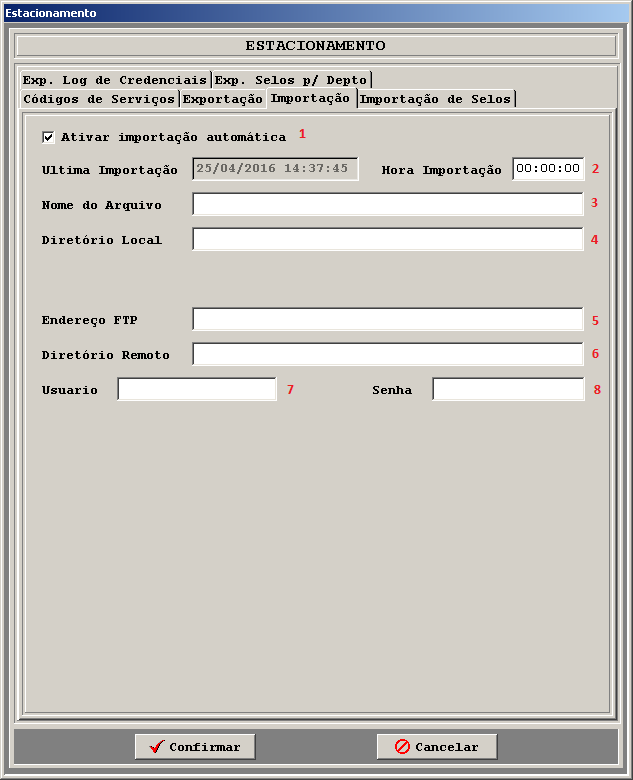 Estacionamento
ESTACIONAMENTO
Exp. Log de Credenciais Exp. Selos p/ Depto
Códigos de Serviços Exportação Importação Importação de Selos
Ativar importação automática 1
Ultima Importação 25/04/2016 14:37:45 Hora Importação 00:00:00 2
Nome do Arquivo 3
Diretório Local 4
Endereço FTP 5
Diretório Remoto 6
Usuario 7 Senha 8
Confirmar Cancelar